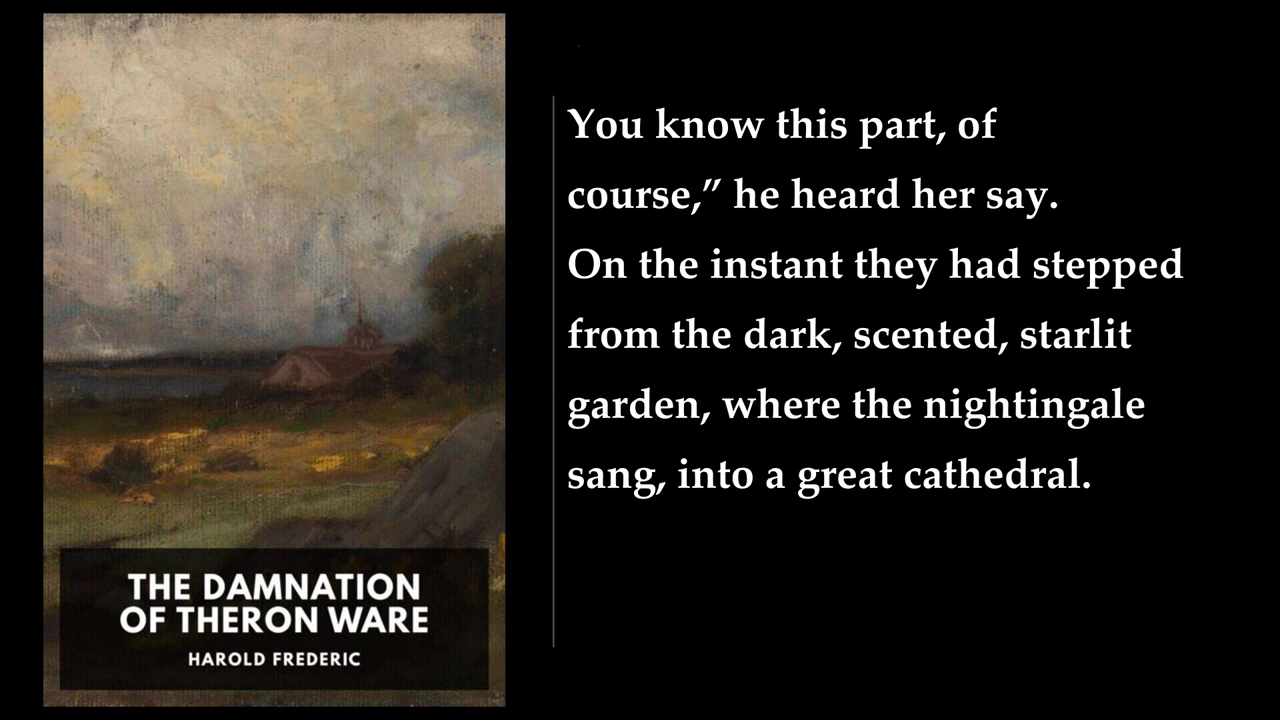 You know this part, of
course,” he heard her say.
On the instant they had stepped
from the dark, scented, starlit
garden, where the nightingale
sang, into a great cathedral.
THE DAMNATION
OF THERON WARE
HAROLD FREDERIC